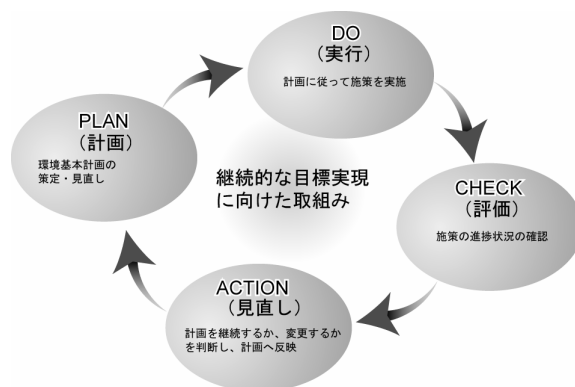 DO
(実行)
計画に従って施策を実施
PLAN
(計画)
環境基本計画の
策定・見直し
継続的な目標実現
に向けた取組み
CHECK
(評価)
施策の進捗状況の確認
ACTION
(見直し)
計画を継続するか、変更するか
を判断し、計画へ反映